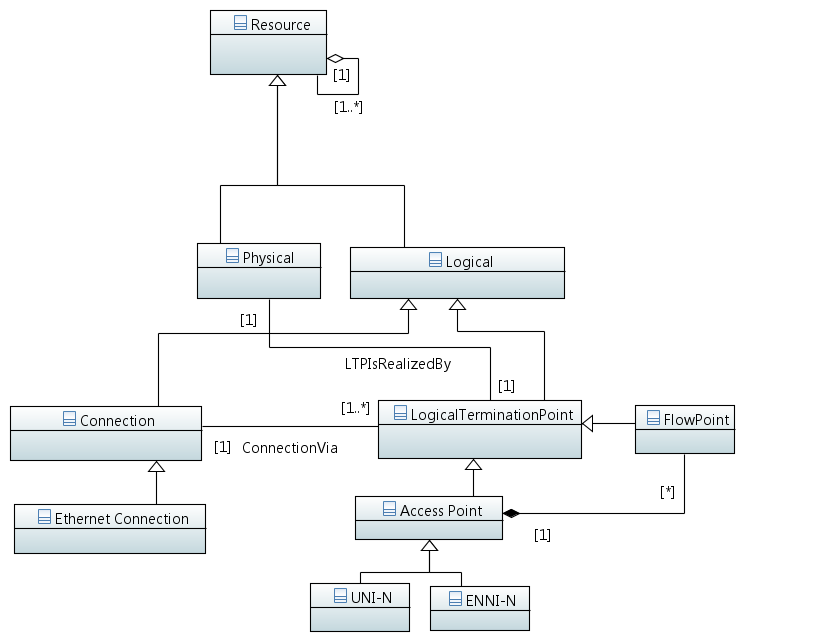 Resource
[1]
[1..*]
Physical
Logical
[1]
LTPIsRealizedBy
[1]
[1..*]
Connection
LogicalTerminationPoint
FlowPoint
[1] ConnectionVia
[*]
Ethernet Connection
Access Point
[1]
UNI-N
ENNI-N